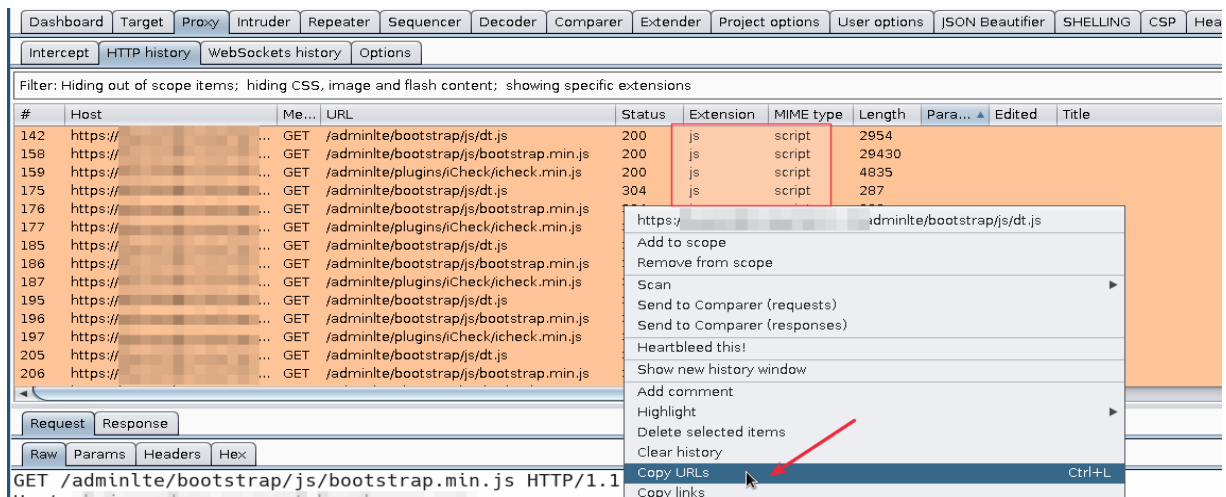 Dashboard Target Proxy Intruder Repeater Sequencer Decoder Comparer Extender Project options User options JSON Beautifier SHELLING CSP Hea
Intercept HTTP history WebSockets history Options
Filter: Hiding out of scope items; hiding CSS, image and flash content; showing specific extensions
# Host Me... URL Status Extension MIME type Length Para... Edited Title
142 https:// ... GET /adminlte/bootstrap/js/dt.js 200 js script 2954
158 https:// ... GET /adminlte/bootstrap/js/bootstrap.min.js 200 js script 29430
159 https:// ... GET /adminlte/plugins/iCheck/icheck.min.js 200 js script 4835
175 https:// ... GET /adminlte/bootstrap/js/dt.js 304 js script 287
176 https:// ... GET /adminlte/bootstrap/js/bootstrap.min.js
177 https:// ... GET /adminlte/plugins/iCheck/icheck.min.js
185 https:// ... GET /adminlte/bootstrap/js/dt.js
186 https:// ... GET /adminlte/bootstrap/js/bootstrap.min.js
187 https:// ... GET /adminlte/plugins/iCheck/icheck.min.js
195 https:// ... GET /adminlte/bootstrap/js/dt.js
196 https:// ... GET /adminlte/bootstrap/js/bootstrap.min.js
197 https:// ... GET /adminlte/plugins/iCheck/icheck.min.js
205 https:// ... GET /adminlte/bootstrap/js/dt.js
206 https:// ... GET /adminlte/bootstrap/js/bootstrap.min.js
https:/ adminlte/bootstrap/js/dt.js
Add to scope
Remove from scope
Scan
Send to Comparer (requests)
Send to Comparer (responses)
Heartbleed this!
Show new history window
Add comment
Highlight
Delete selected items
Clear history
Copy URLs Ctrl+L
Copy links
Request Response
Raw Params Headers Hex
GET /adminlte/bootstrap/js/bootstrap.min.js HTTP/1.1